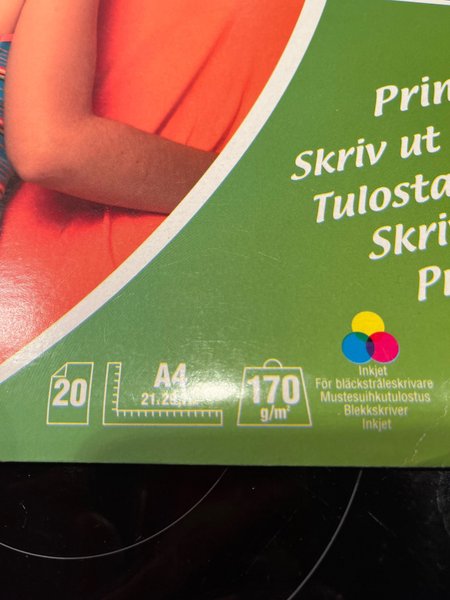 Prin
Skriv ut
Tulosta
Skriv
Pr
20
A4
170
g/m²
Inkjet
För bläckstråleskrivare
Mustesuihkutulostus
Blekkskriver
Inkjet